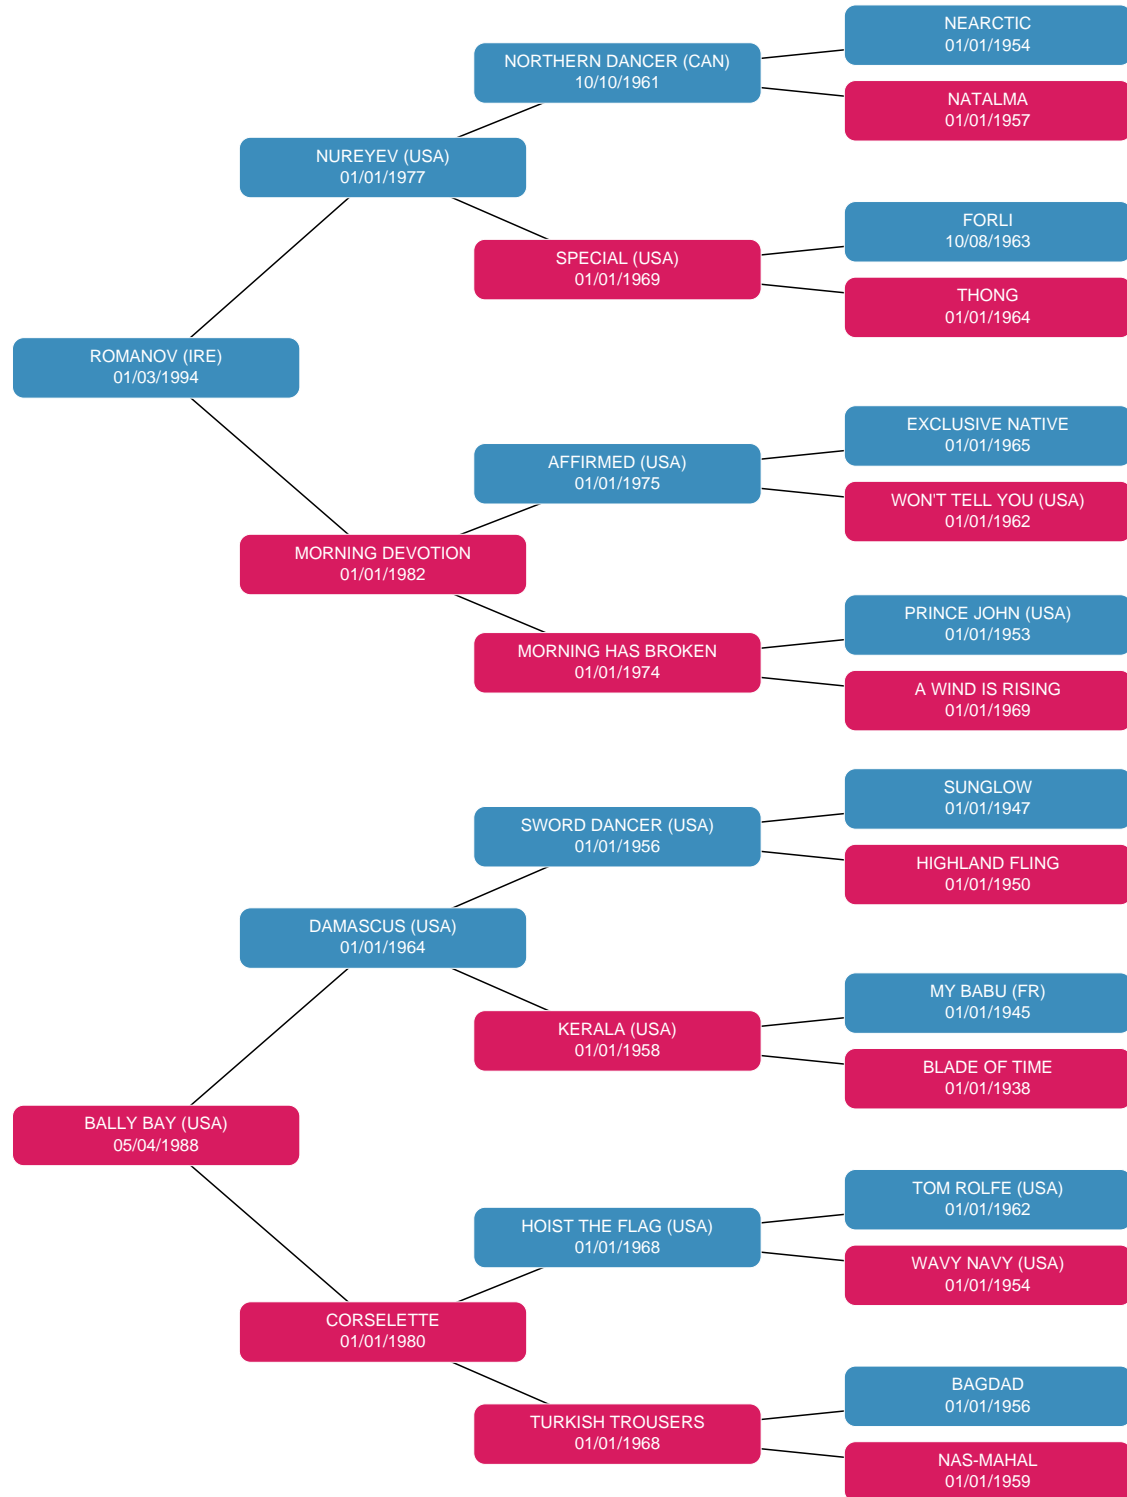 NEARCTIC
01/01/1954
NORTHERN DANCER (CAN)
10/10/1961
NATALMA
01/01/1957
NUREYEV (USA)
01/01/1977
FORLI
10/08/1963
SPECIAL (USA)
01/01/1969
THONG
01/01/1964
ROMANOV (IRE)
01/03/1994
EXCLUSIVE NATIVE
01/01/1965
AFFIRMED (USA)
01/01/1975
WON'T TELL YOU (USA)
01/01/1962
MORNING DEVOTION
01/01/1982
PRINCE JOHN (USA)
01/01/1953
MORNING HAS BROKEN
01/01/1974
A WIND IS RISING
01/01/1969
SUNGLOW
01/01/1947
SWORD DANCER (USA)
01/01/1956
HIGHLAND FLING
01/01/1950
DAMASCUS (USA)
01/01/1964
MY BABU (FR)
01/01/1945
KERALA (USA)
01/01/1958
BLADE OF TIME
01/01/1938
BALLY BAY (USA)
05/04/1988
TOM ROLFE (USA)
01/01/1962
HOIST THE FLAG (USA)
01/01/1968
WAVY NAVY (USA)
01/01/1954
CORSELETTE
01/01/1980
BAGDAD
01/01/1956
TURKISH TROUSERS
01/01/1968
NAS-MAHAL
01/01/1959